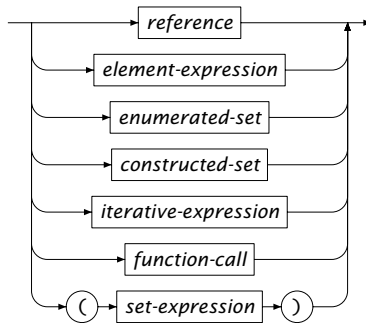 reference
element-expression
enumerated-set
constructed-set
iterative-expression
function-call
( set-expression )